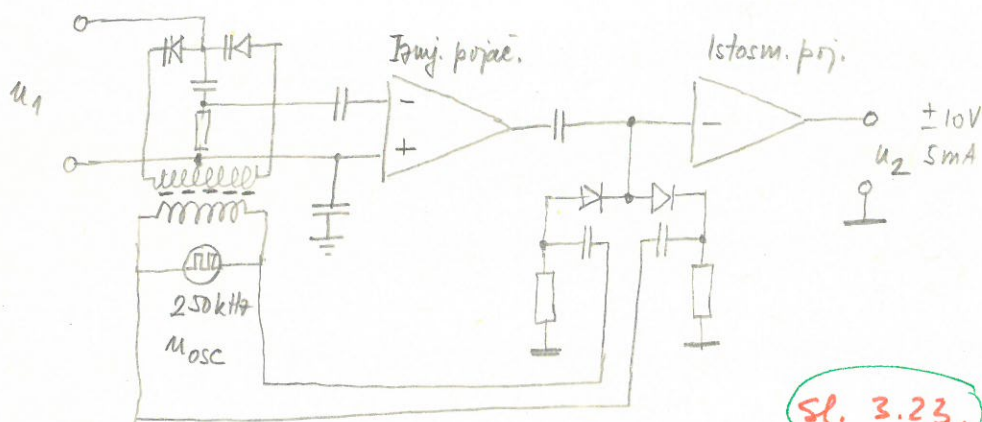 Izmj. pojač.
Istosm. poj.
u1
-
+
-
± 10V
u2 5mA
250kHz
uosc
Sl. 3.23.